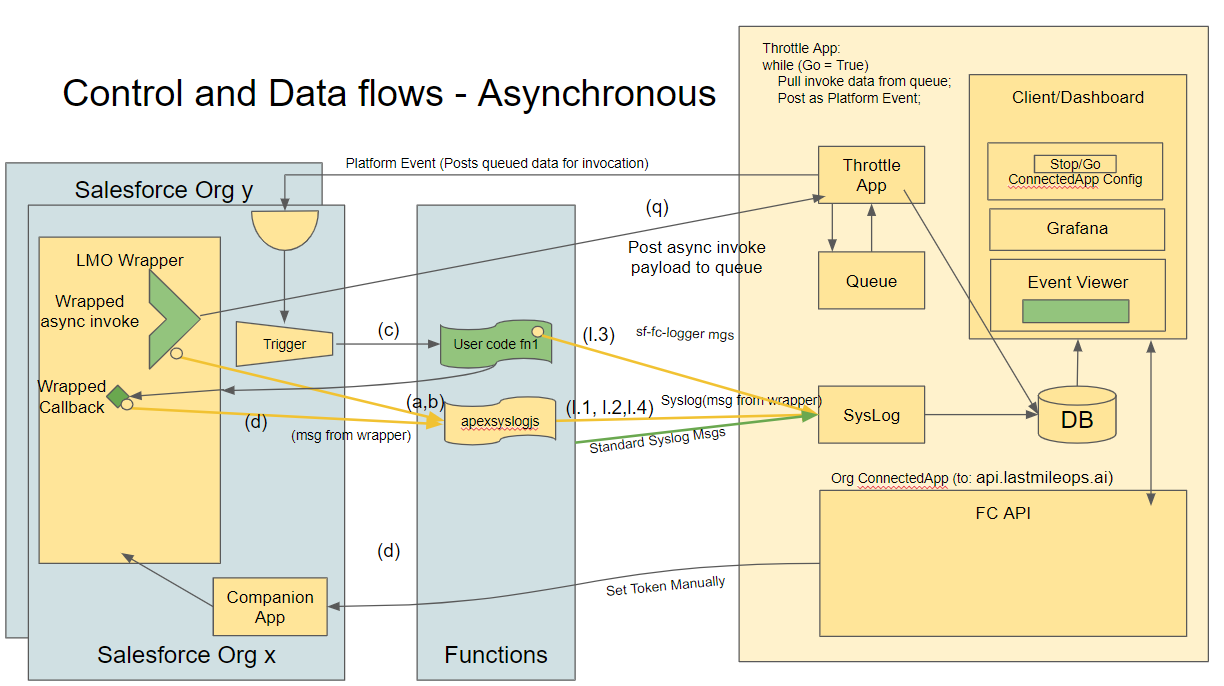 Control and Data flows - Asynchronous
Throttle App:
while (Go = True)
Pull invoke data from queue;
Post as Platform Event;
Client/Dashboard
Stop/Go
ConnectedApp Config
Grafana
Event Viewer
Platform Event (Posts queued data for invocation)
Throttle
App
Queue
(q)
Post async invoke
payload to queue
Salesforce Org y
LMO Wrapper
Wrapped
async invoke
Trigger
(c)
User code fn1
(l.3)
sf-fc-logger mgs
Wrapped
Callback
(d)
(msg from wrapper)
(a,b)
apexsyslogjs
(l.1, l.2,l.4)
Syslog(msg from wrapper)
Standard Syslog Msgs
SysLog
DB
Org ConnectedApp (to: api.lastmileops.ai)
FC API
(d)
Set Token Manually
Companion
App
Salesforce Org x
Functions